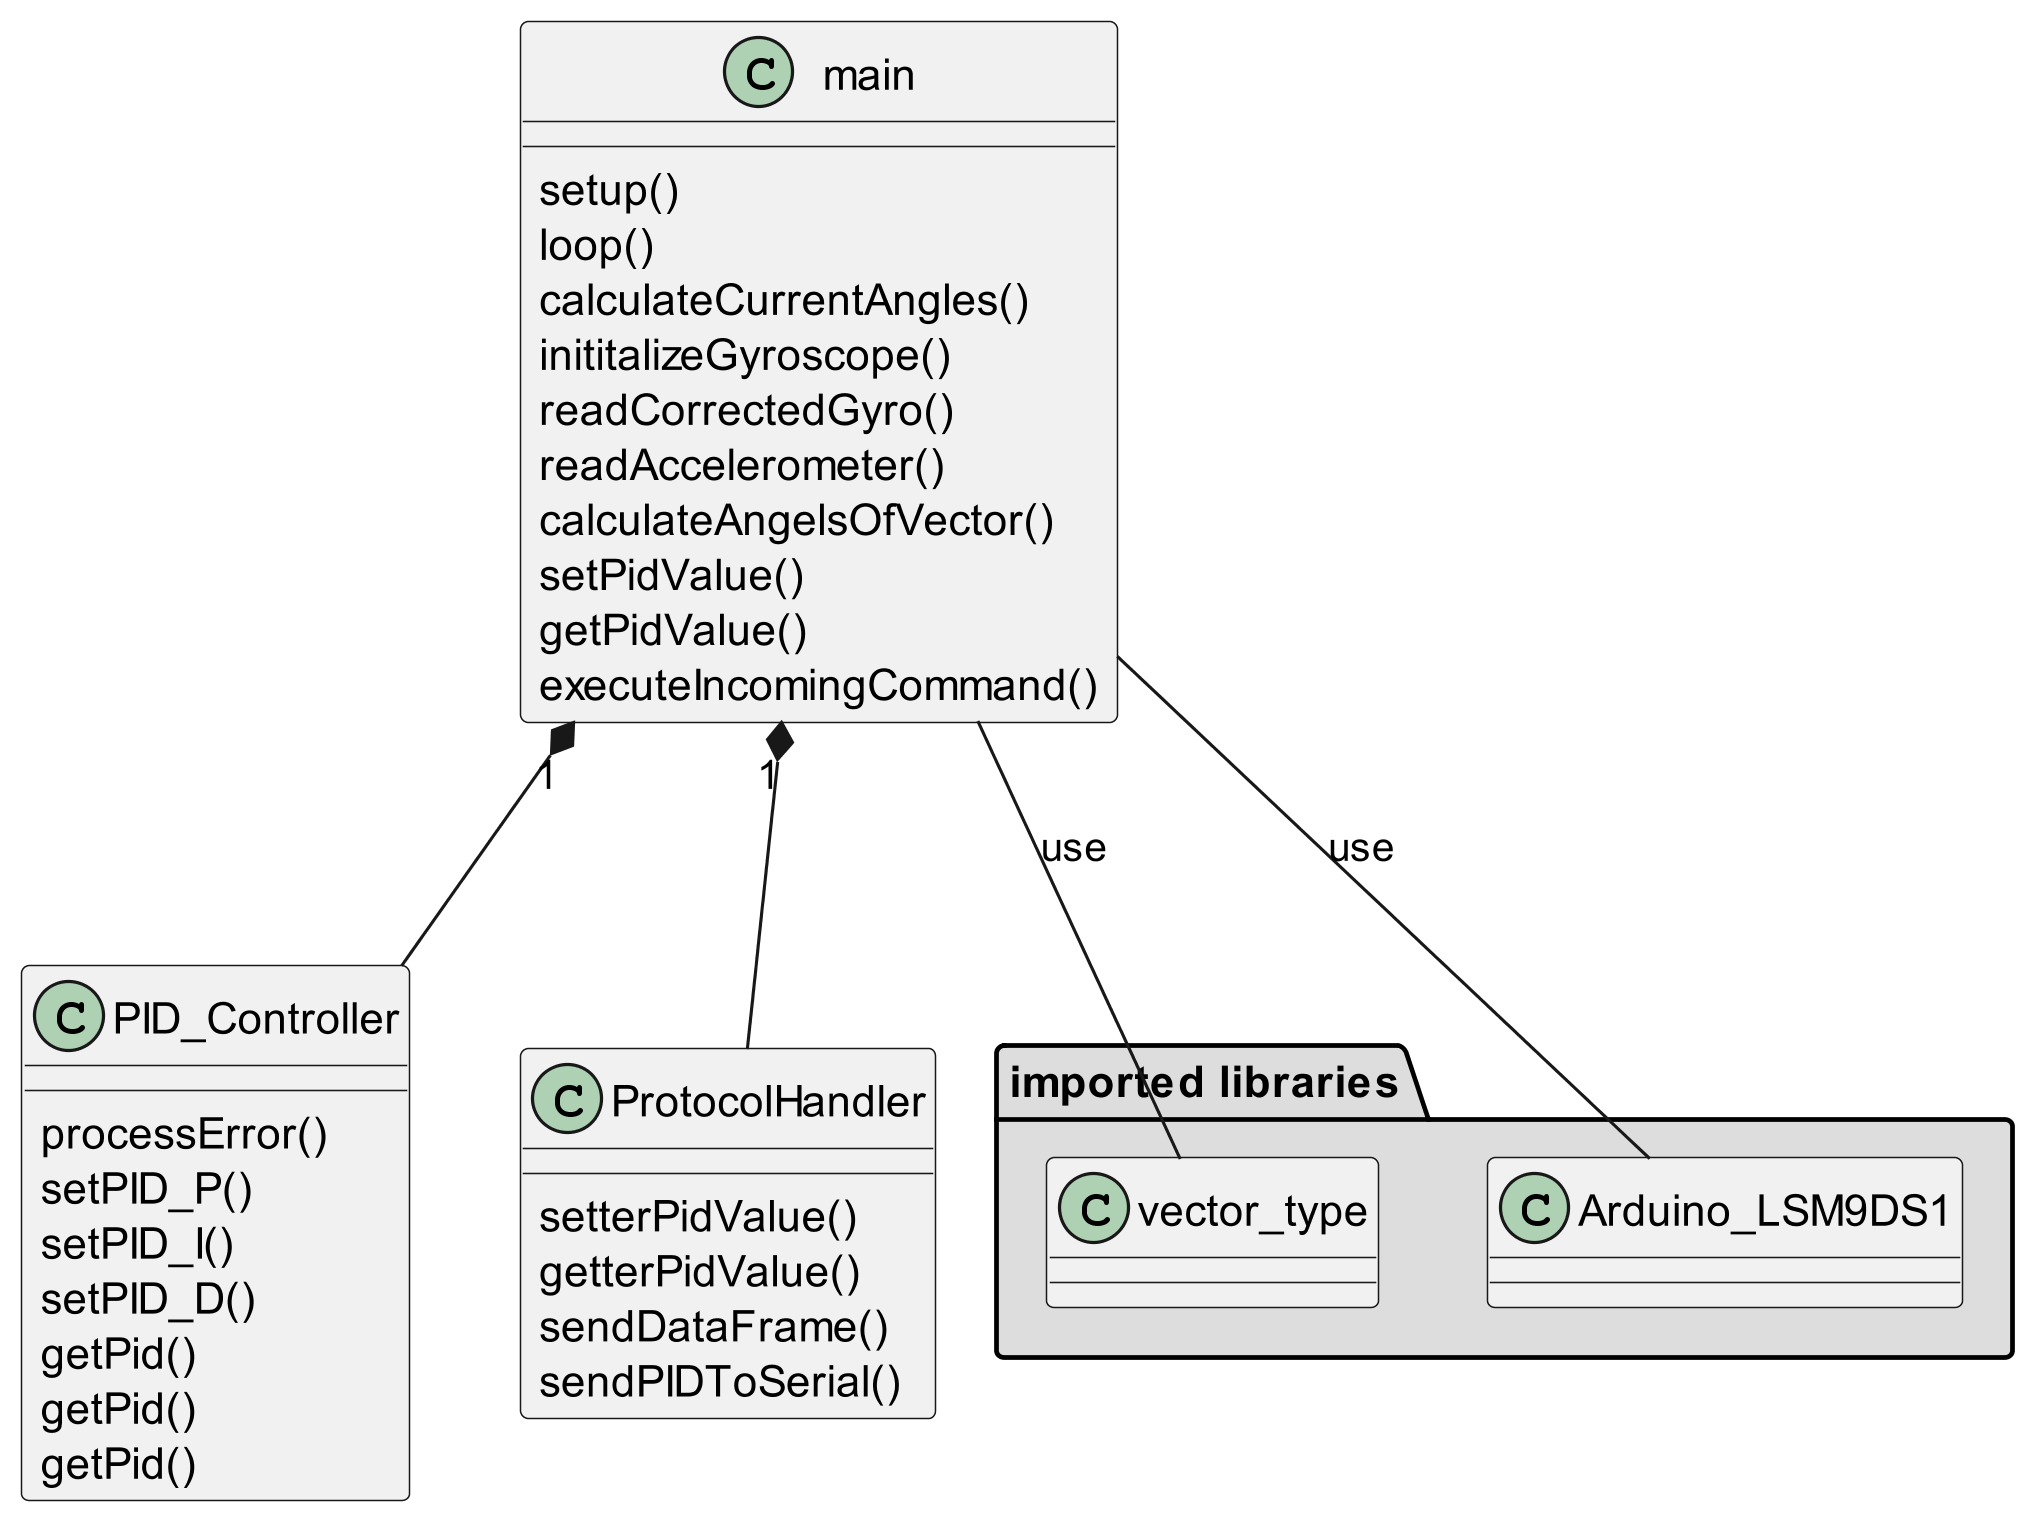 C main
setup()
loop()
calculateCurrentAngles()
inititalizeGyroscope()
readCorrectedGyro()
readAccelerometer()
calculateAngelsOfVector()
setPidValue()
getPidValue()
executeIncomingCommand()
1
1
use
use
C PID_Controller
processError()
setPID_P()
setPID_I()
setPID_D()
getPid()
getPid()
getPid()
C ProtocolHandler
setterPidValue()
getterPidValue()
sendDataFrame()
sendPIDToSerial()
imported libraries
C vector_type
C Arduino_LSM9DS1